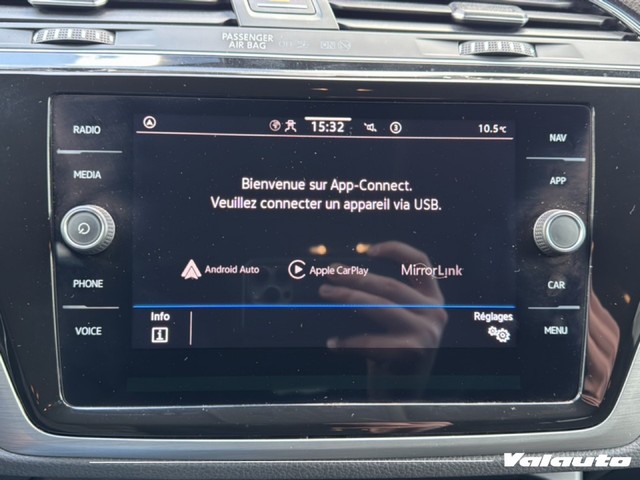 PASSENGER
AIR BAG
RADIO
MEDIA
PHONE
VOICE
15:32
3
10.5°C
Bienvenue sur App-Connect.
Veuillez connecter un appareil via USB.
Android Auto
Apple CarPlay
MirrorLink
Info
Réglages
NAV
APP
CAR
MENU
Valauto